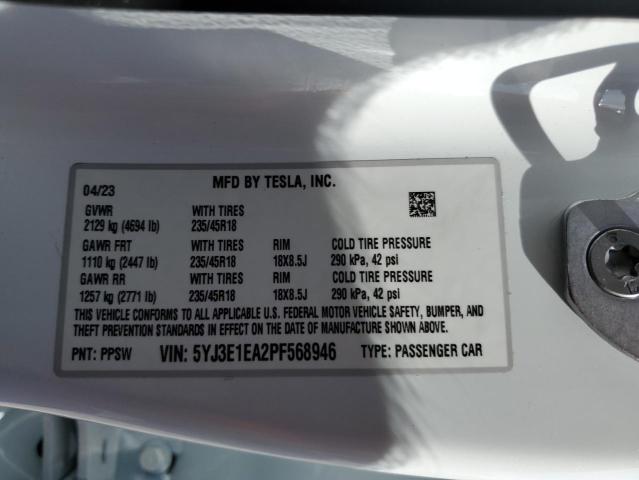 04/23 MFD BY TESLA, INC.
GVWR WITH TIRES
2129 kg (4694 lb) 235/45R18
GAWR FRT WITH TIRES RIM COLD TIRE PRESSURE
1110 kg (2447 lb) 235/45R18 18X8.5J 290 kPa, 42 psi
GAWR RR WITH TIRES RIM COLD TIRE PRESSURE
1257 kg (2771 lb) 235/45R18 18X8.5J 290 kPa, 42 psi
THIS VEHICLE CONFORMS TO ALL APPLICABLE U.S. FEDERAL MOTOR VEHICLE SAFETY, BUMPER, AND
THEFT PREVENTION STANDARDS IN EFFECT ON THE DATE OF MANUFACTURE SHOWN ABOVE.
PNT: PPSW VIN: 5YJ3E1EA2PF568946 TYPE: PASSENGER CAR